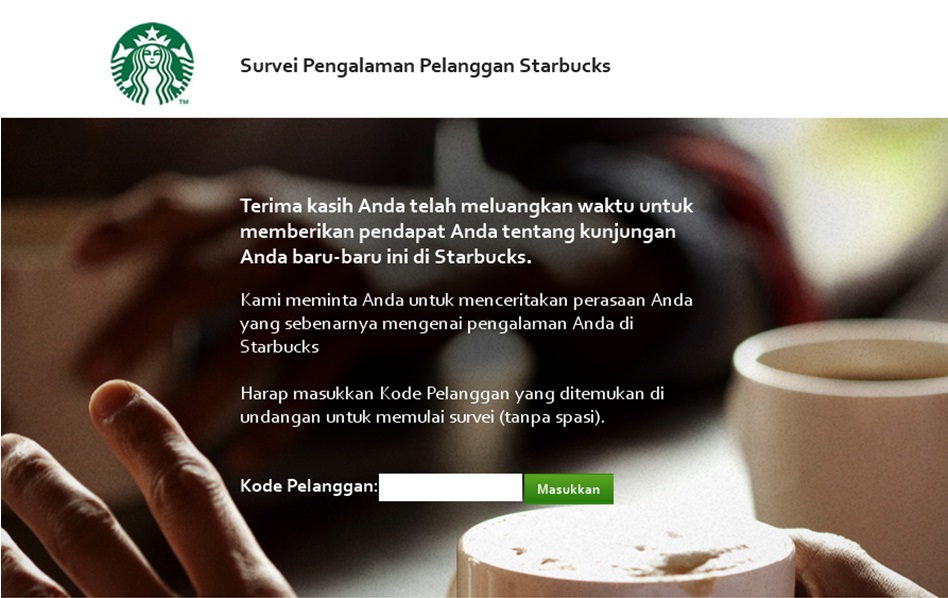 Survei Pengalaman Pelanggan Starbucks
Terima kasih Anda telah meluangkan waktu untuk
memberikan pendapat Anda tentang kunjungan
Anda baru-baru ini di Starbucks.
Kami meminta Anda untuk menceritakan perasaan Anda
yang sebenarnya mengenai pengalaman Anda di
Starbucks
Harap masukkan Kode Pelanggan yang ditemukan di
undangan untuk memulai survei (tanpa spasi).
Kode Pelanggan: Masukkan
TM